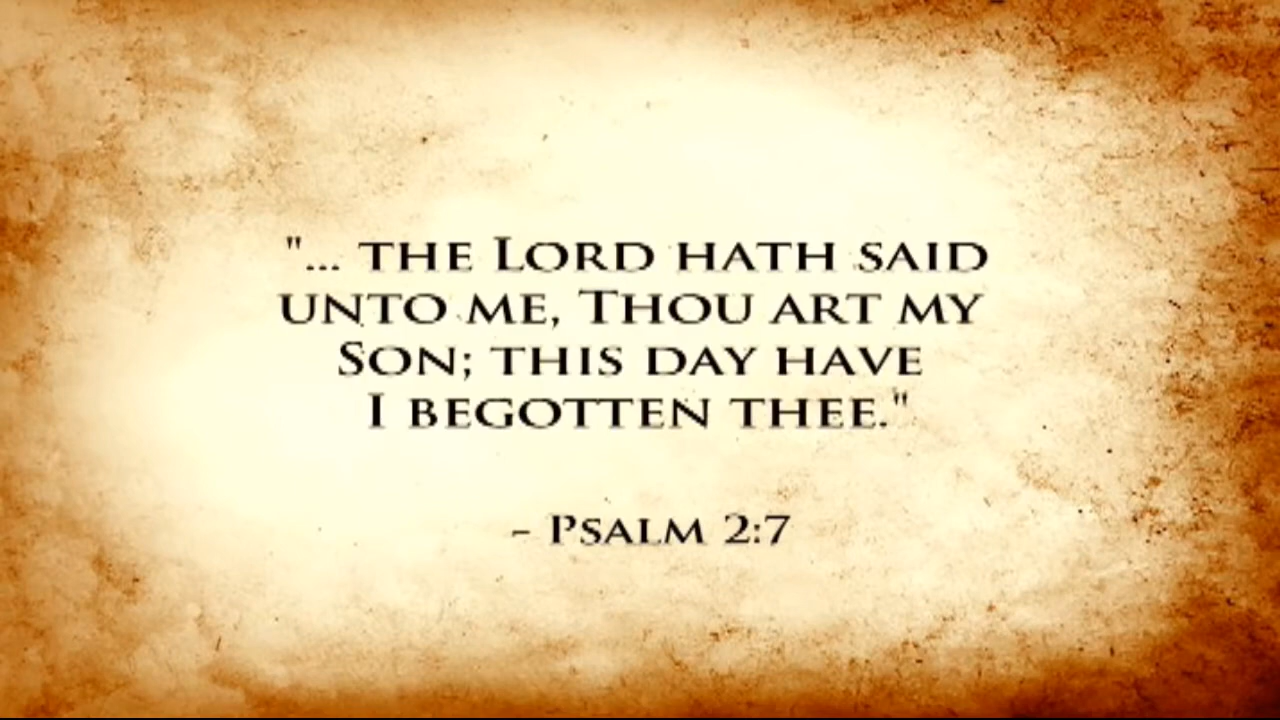 "... THE LORD HATH SAID
UNTO ME, THOU ART MY
SON; THIS DAY HAVE
I BEGOTTEN THEE."
- PSALM 2:7